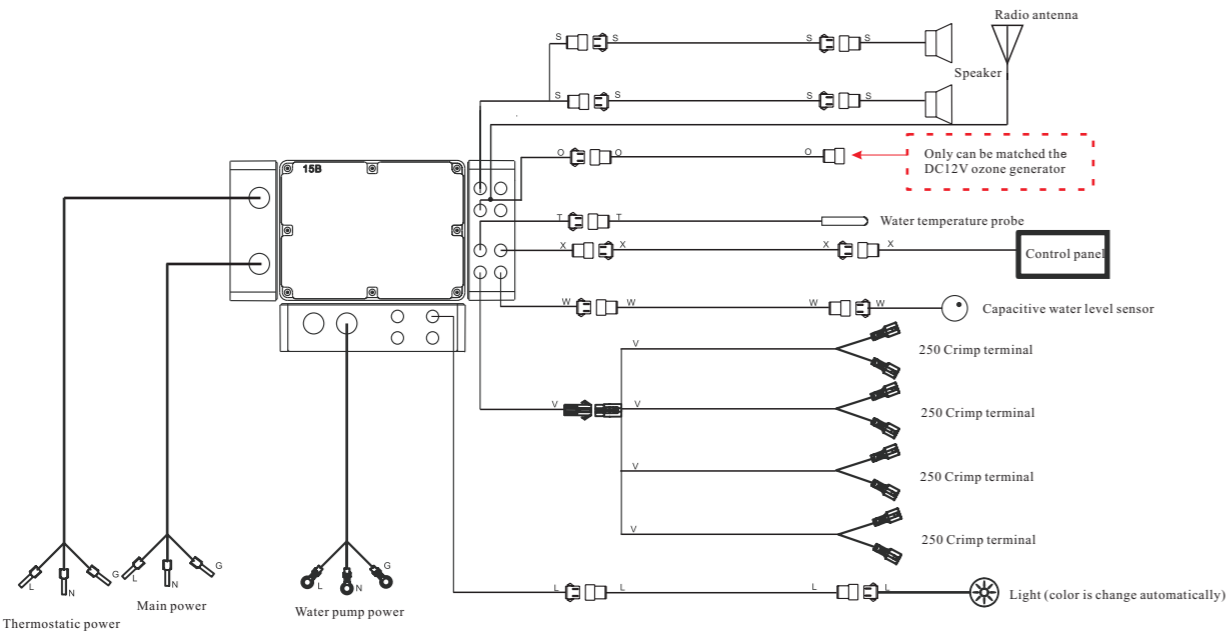 Radio antenna
S S S S
Speaker
S S S S
O O O
Only can be matched the
DC12V ozone generator
15B
T T
Water temperature probe
X X X X
Control panel
W W W W
Capacitive water level sensor
V
250 Crimp terminal
V V
250 Crimp terminal
V
250 Crimp terminal
V
250 Crimp terminal
L N G
Thermostatic power
L N G
Main power
L N G
Water pump power
L L L L
Light (color is change automatically)